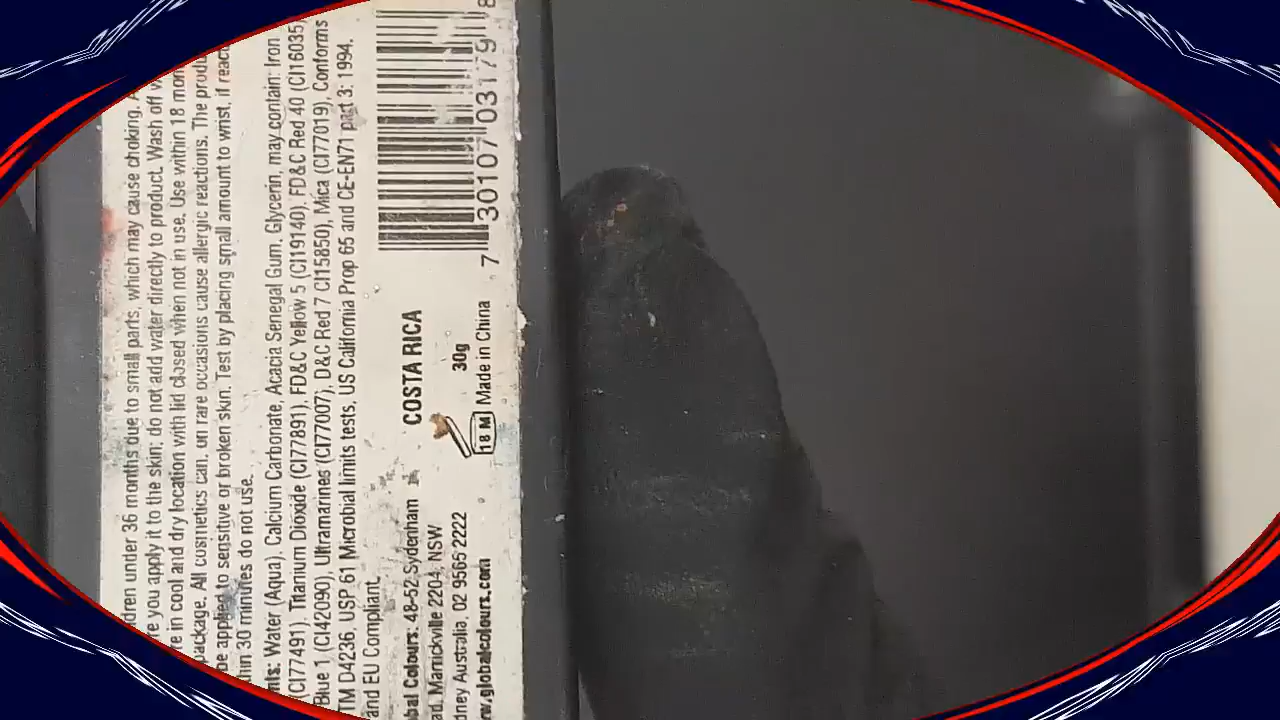 dren under 36 months due to small parts, which may cause choking.
e you apply it to the skin; do not add water directly to product. Wash off
re in cool and dry location with lid closed when not in use. Use within 18 mon
package. All cosmetics can, on rare occasions cause allergic reactions. The produ
be applied to sensitive or broken skin. Test by placing small amount to wrist, if react
hin 30 minutes do not use.
nts: Water (Aqua), Calcium Carbonate, Acacia Senegal Gum, Glycerin, may contain: Iron
(CI77491), Titanium Dioxide (CI77891), FD&C Yellow 5 (CI19140), FD&C Red 40 (CI16035)
Blue 1 (CI42090), Ultramarines (CI77007), D&C Red 7 CI15850), Mica (CI77019), Conforms
TM D4236, USP 61 Microbial limits tests, US California Prop 65 and CE-EN71 part 3: 1994.
and EU Compliant
bal Colours: 48-52 Sydenham
ad, Marrickville 2204, NSW
dney Australia, 02 9565 2222
w.globalcolours.com
COSTA RICA
30g
18 M Made in China
7 30107 03179 8